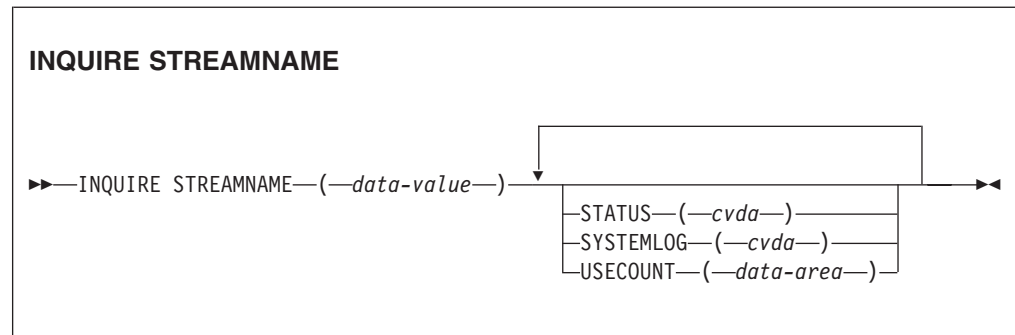 INQUIRE STREAMNAME
INQUIRE STREAMNAME ( data-value )
STATUS ( cvda )
SYSTEMLOG ( cvda )
USECOUNT ( data-area )